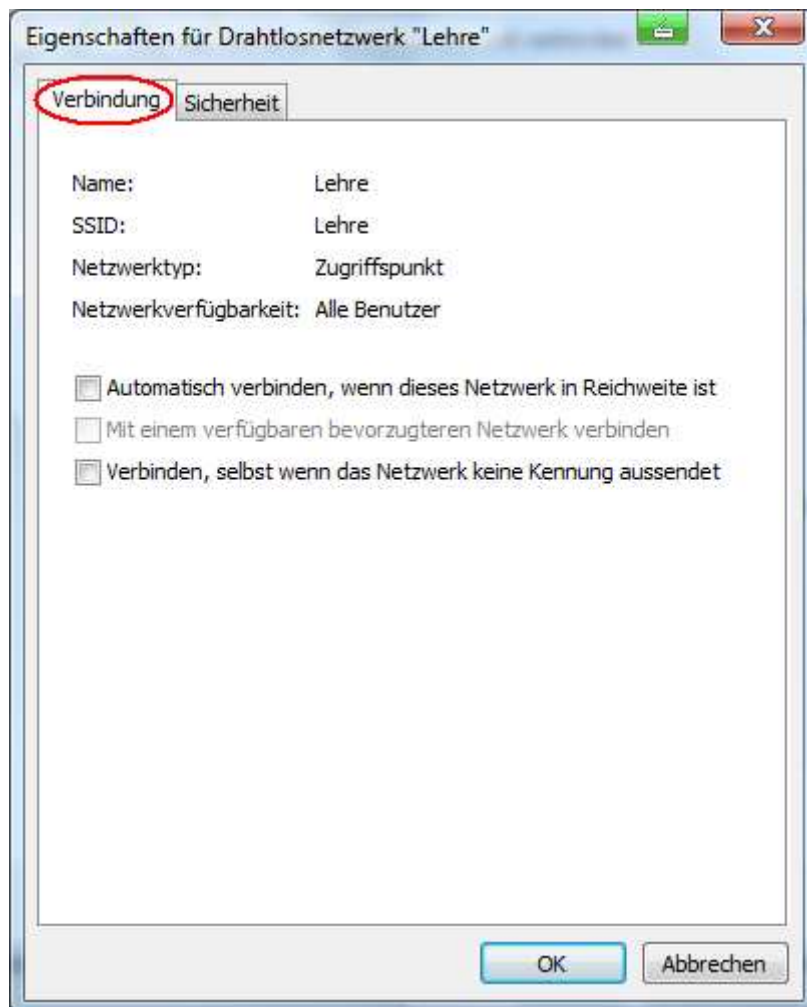 Eigenschaften für Drahtlosnetzwerk "Lehre"
Verbindung Sicherheit
Name: Lehre
SSID: Lehre
Netzwerktyp: Zugriffspunkt
Netzwerkverfügbarkeit: Alle Benutzer
Automatisch verbinden, wenn dieses Netzwerk in Reichweite ist
Mit einem verfügbaren bevorzugteren Netzwerk verbinden
Verbinden, selbst wenn das Netzwerk keine Kennung aussendet
OK Abbrechen